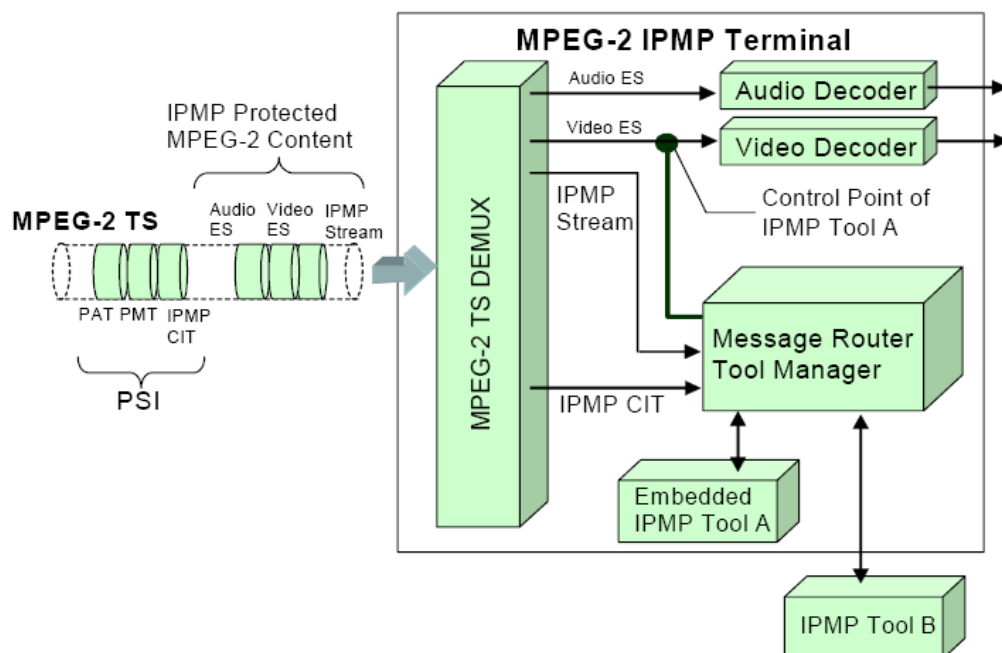 MPEG-2 IPMP Terminal
Audio ES
Audio Decoder
Video ES
Video Decoder
IPMP Protected
MPEG-2 Content
IPMP
Stream
Control Point of
IPMP Tool A
MPEG-2 TS
Audio
ES
Video
ES
IPMP
Stream
PAT
PMT
IPMP
CIT
PSI
MPEG-2 TS DEMUX
Message Router
Tool Manager
IPMP CIT
Embedded
IPMP Tool A
IPMP Tool B